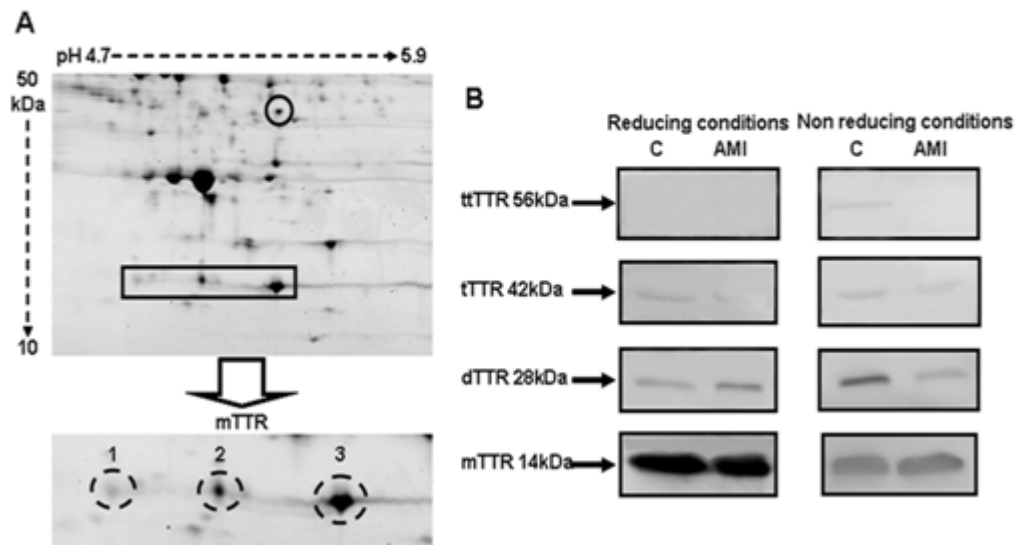 A
pH 4.7 5.9
50
kDa
10
mTTR
1 2 3
B
Reducing conditions Non reducing conditions
C AMI C AMI
ttTTR 56kDa
tTTR 42kDa
dTTR 28kDa
mTTR 14kDa